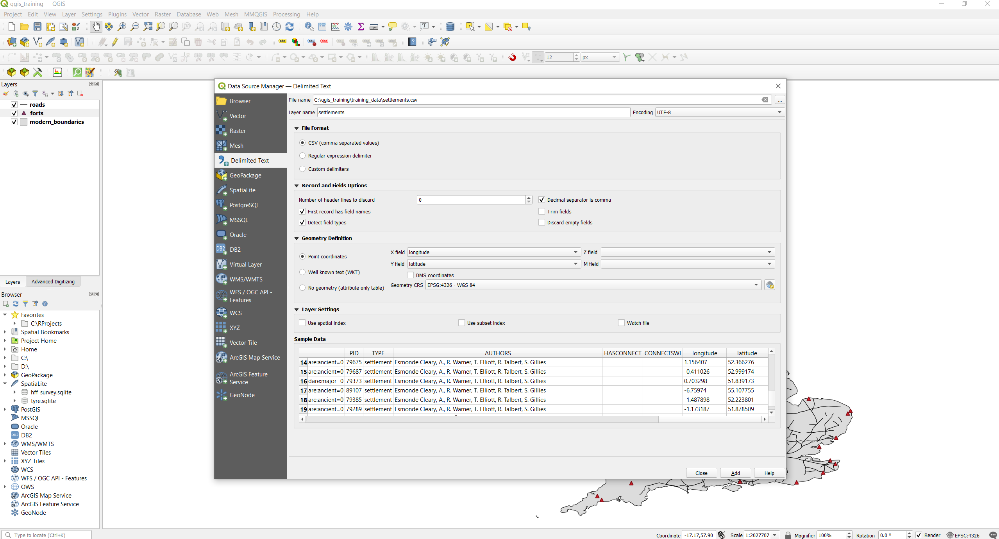 qgis_training — QGIS
Project Edit View Layer Settings Plugins Vector Raster Database Web Mesh MMQGIS Processing Help
12 px
Layers
roads
forts
modern_boundaries
Layers Advanced Digitizing
Browser
Favorites
C:\RProjects
Spatial Bookmarks
Project Home
Home
C:\
D:\
GeoPackage
SpatiaLite
hff_survey.sqlite
tyre.sqlite
PostGIS
MSSQL
Oracle
DB2
WMS/WMTS
Vector Tiles
XYZ Tiles
WCS
WFS / OGC API - Features
OWS
ArcGIS Map Service
ArcGIS Feature Service
GeoNode
Data Source Manager — Delimited Text
Browser
Vector
Raster
Mesh
Delimited Text
GeoPackage
SpatiaLite
PostgreSQL
MSSQL
Oracle
DB2
Virtual Layer
WMS/WMTS
WFS / OGC API -
Features
WCS
XYZ
Vector Tile
ArcGIS Map Service
ArcGIS Feature
Service
GeoNode
File name C:\qgis_training\training_data\settlements.csv ...
Layer name settlements Encoding UTF-8
File Format
CSV (comma separated values)
Regular expression delimiter
Custom delimiters
Record and Fields Options
Number of header lines to discard 0 Decimal separator is comma
First record has field names Trim fields
Detect field types Discard empty fields
Geometry Definition
Point coordinates
Well known text (WKT)
No geometry (attribute only table)
X field longitude Z field
Y field latitude M field
DMS coordinates
Geometry CRS EPSG:4326 - WGS 84
Layer Settings
Use spatial index Use subset index Watch file
Sample Data
PID TYPE AUTHORS HASCONNECT CONNECTSWI longitude latitude
14 are:ancient=0 79675 settlement Esmonde Cleary, A., R. Warner, T. Elliott, R. Talbert, S. Gillies 1.156407 52.366276
15 are:ancient=0 79687 settlement Esmonde Cleary, A., R. Warner, T. Elliott, R. Talbert, S. Gillies -0.411026 52.999174
16 dare:major=0 79373 settlement Esmonde Cleary, A., R. Warner, T. Elliott, R. Talbert, S. Gillies 0.703298 51.839173
17 are:ancient=0 89107 settlement Esmonde Cleary, A., R. Warner, T. Elliott, R. Talbert, S. Gillies -6.75974 55.107755
18 are:ancient=0 79385 settlement Esmonde Cleary, A., R. Warner, T. Elliott, R. Talbert, S. Gillies -1.487898 52.223801
19 are:ancient=0 79289 settlement Esmonde Cleary, A., R. Warner, T. Elliott, R. Talbert, S. Gillies -1.173187 51.878509
Close Add Help
Type to locate (Ctrl+K) Coordinate -17.17,57.90 Scale 1:2027707 Magnifier 100% Rotation 0.0 ° Render EPSG:4326